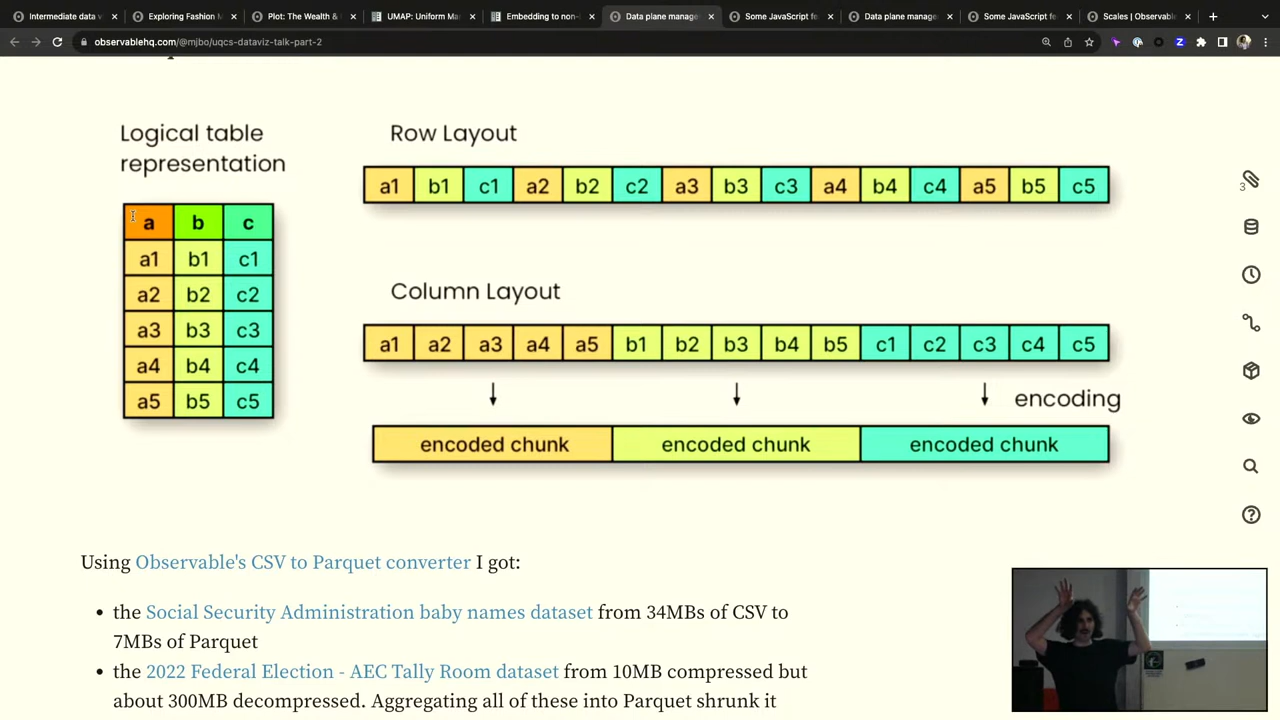 Intermediate data v
Exploring Fashion M
Plot: The Wealth &
UMAP: Uniform Ma
Embedding to non-
Data plane manage
Some JavaScript fe
Data plane manage
Some JavaScript fe
Scales | Observable
observablehq.com/@mjbo/uqcs-dataviz-talk-part-2
Logical table
representation
a b c
a1 b1 c1
a2 b2 c2
a3 b3 c3
a4 b4 c4
a5 b5 c5
Row Layout
a1 b1 c1 a2 b2 c2 a3 b3 c3 a4 b4 c4 a5 b5 c5
Column Layout
a1 a2 a3 a4 a5 b1 b2 b3 b4 b5 c1 c2 c3 c4 c5
encoding
encoded chunk encoded chunk encoded chunk
3
Using Observable's CSV to Parquet converter I got:
• the Social Security Administration baby names dataset from 34MBs of CSV to
7MBs of Parquet
• the 2022 Federal Election - AEC Tally Room dataset from 10MB compressed but
about 300MB decompressed. Aggregating all of these into Parquet shrunk it